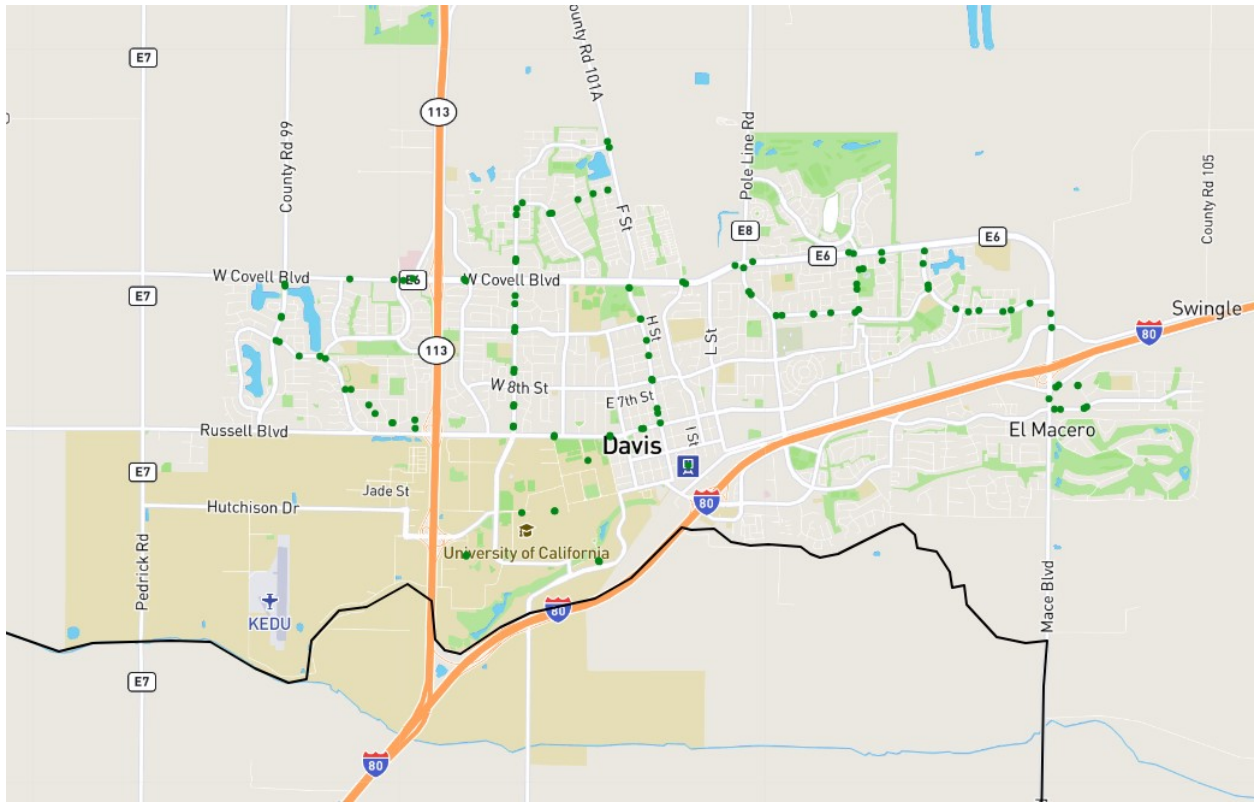 E7
County Rd 99
113
ounty Rd 101A
Pole Line Rd
County Rd 105
F St
E8
E6
E6
W Covell Blvd
E6
W Covell Blvd
E7
Swingle
80
H St
L St
113
W 8th St
E 7th St
Russell Blvd
Davis
I St
El Macero
E7
Jade St
Hutchison Dr
80
University of California
Pedrick Rd
KEDU
80
Mace Blvd
E7
80